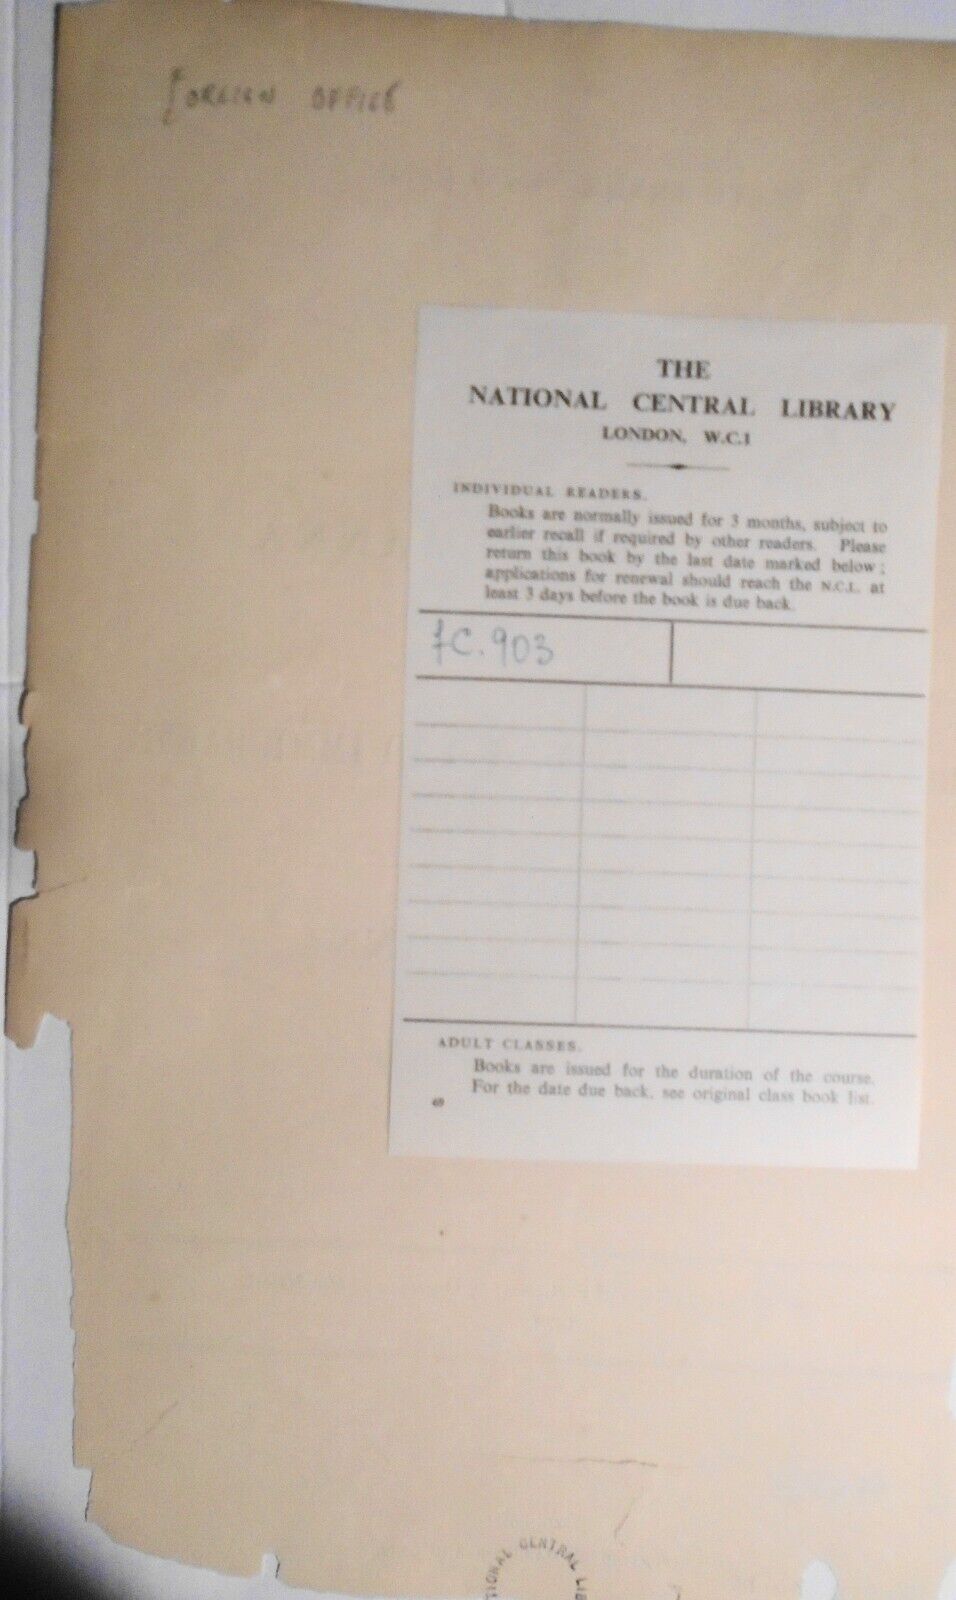 [FOREIGN OFFICE
THE
NATIONAL CENTRAL LIBRARY
LONDON, W.C.1
INDIVIDUAL READERS.
Books are normally issued for 3 months, subject to
earlier recall if required by other readers. Please
return this book by the last date marked below;
applications for renewal should reach the N.C.L. at
least 3 days before the book is due back.
fC. 903
ADULT CLASSES.
Books are issued for the duration of the course.
For the date due back, see original class book list.
CENTRAL LIB